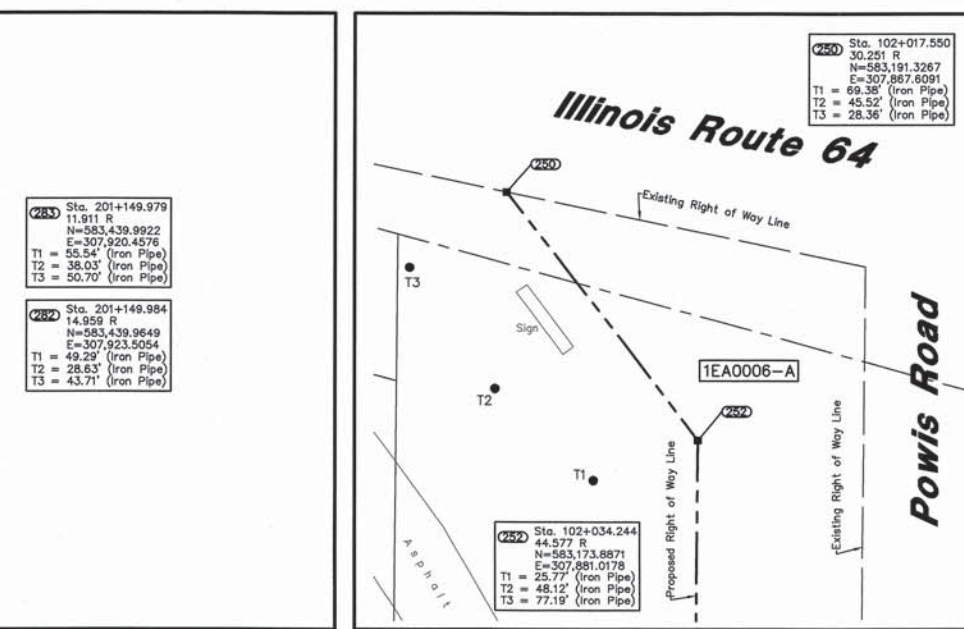 283 Sta. 201+149.979
11.911 R
N=583,439.9922
E=307,920.4576
T1 = 55.54' (Iron Pipe)
T2 = 38.03' (Iron Pipe)
T3 = 50.70' (Iron Pipe)
282 Sta. 201+149.984
14.959 R
N=583,439.9649
E=307,923.5054
T1 = 49.29' (Iron Pipe)
T2 = 28.63' (Iron Pipe)
T3 = 43.71' (Iron Pipe)
250 Sta. 102+017.550
30.251 R
N=583,191.3267
E=307,867.6091
T1 = 69.38' (Iron Pipe)
T2 = 45.52' (Iron Pipe)
T3 = 28.36' (Iron Pipe)
Illinois Route 64
250
Existing Right of Way Line
T3
Sign
1EA0006-A
Powis Road
T2
252
T1
Proposed Right of Way Line
Existing Right of Way Line
Asphalt
252 Sta. 102+034.244
44.577 R
N=583,173.8871
E=307,881.0178
T1 = 25.77' (Iron Pipe)
T2 = 48.12' (Iron Pipe)
T3 = 77.19' (Iron Pipe)